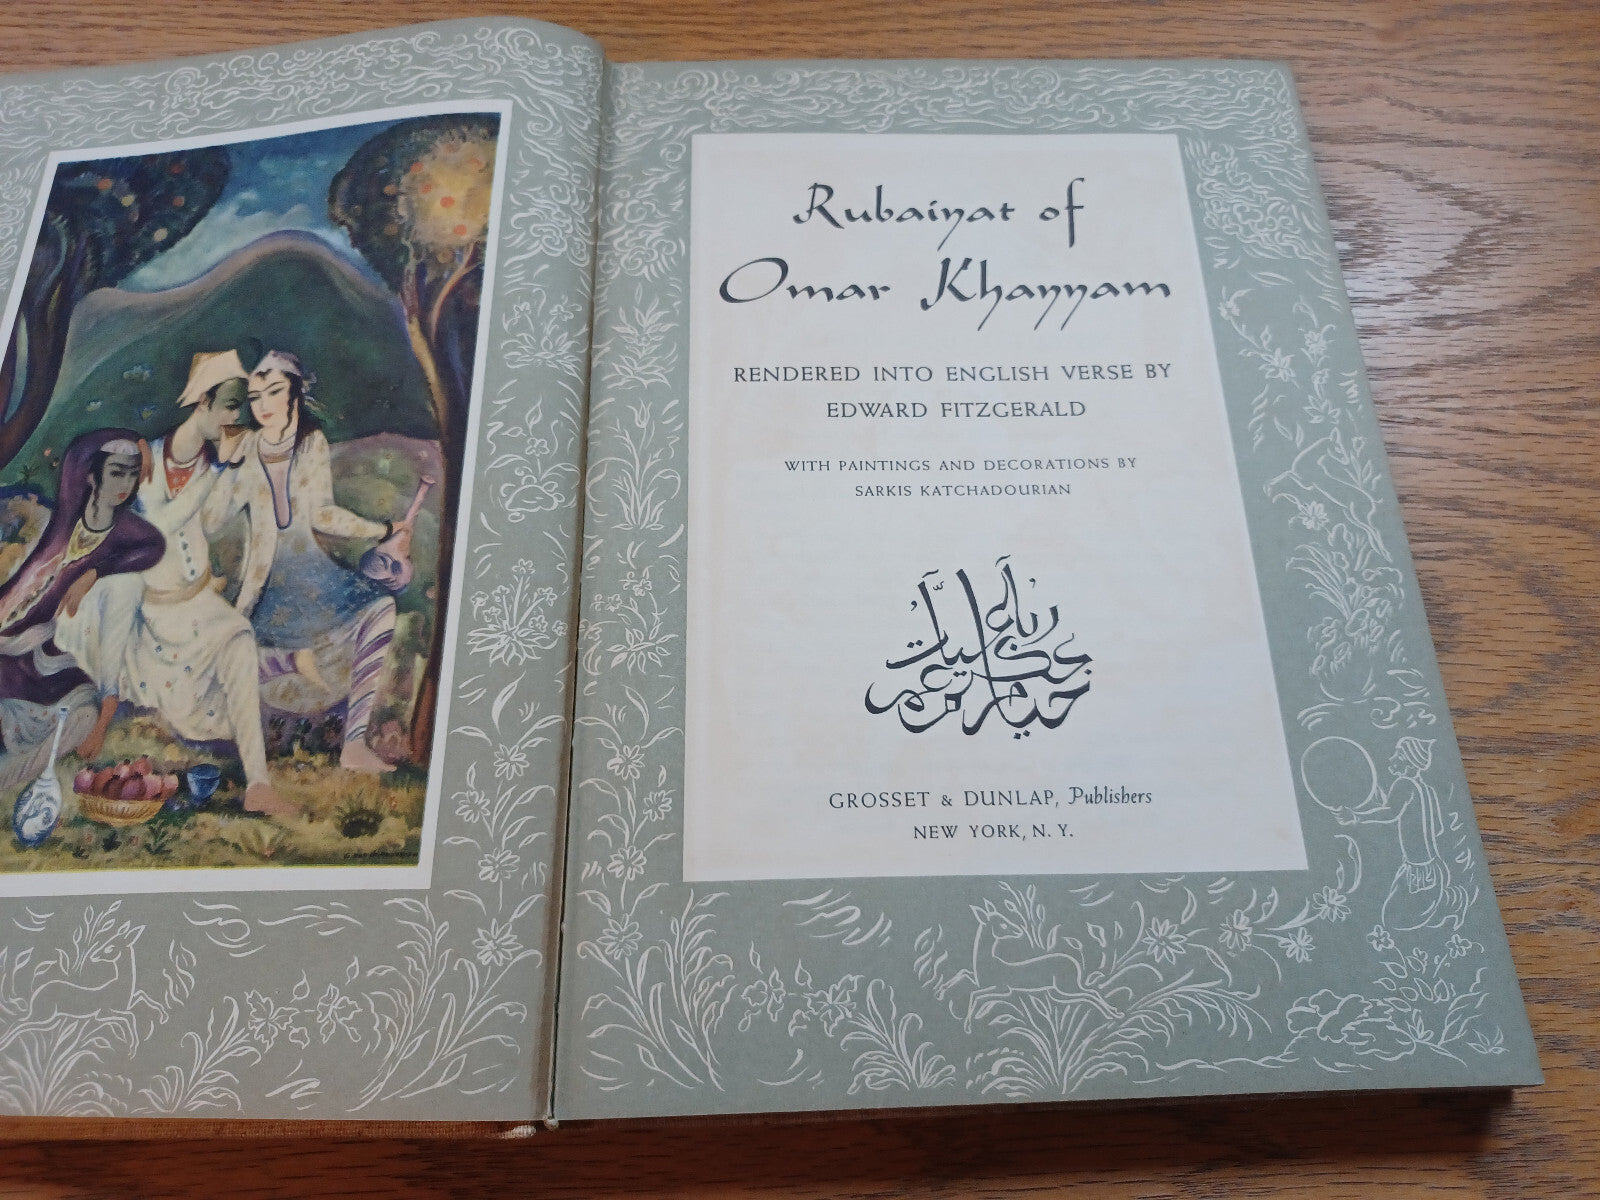 Rubaiyat of
Omar Khayyam
RENDERED INTO ENGLISH VERSE BY
EDWARD FITZGERALD
WITH PAINTINGS AND DECORATIONS BY
SARKIS KATCHADOURIAN
رباعیات
حکیم عمر
خیام
GROSSET & DUNLAP, Publishers
NEW YORK, N. Y.